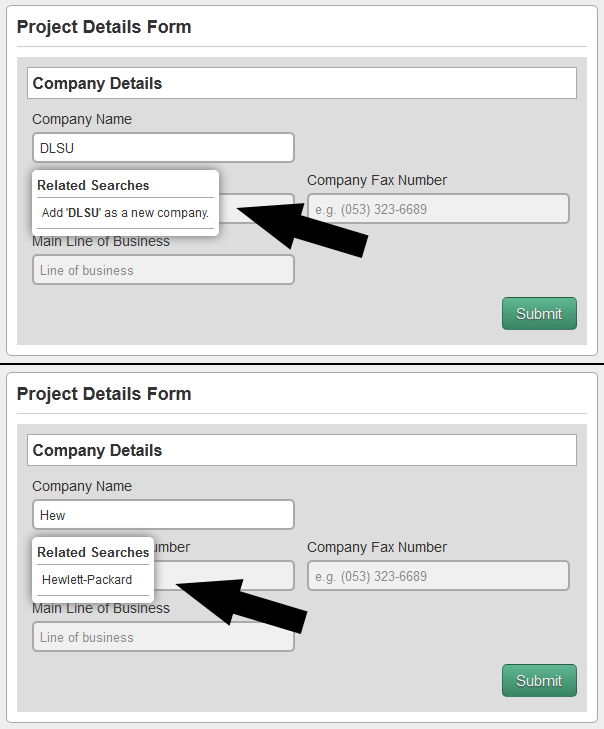 Project Details Form
Company Details
Company Name
DLSU
Related Searches
Add 'DLSU' as a new company.
Company Fax Number
e.g. (053) 323-6689
Main Line of Business
Line of business
Submit
Project Details Form
Company Details
Company Name
Hew
Related Searches
Hewlett-Packard
Company Fax Number
e.g. (053) 323-6689
Main Line of Business
Line of business
Submit